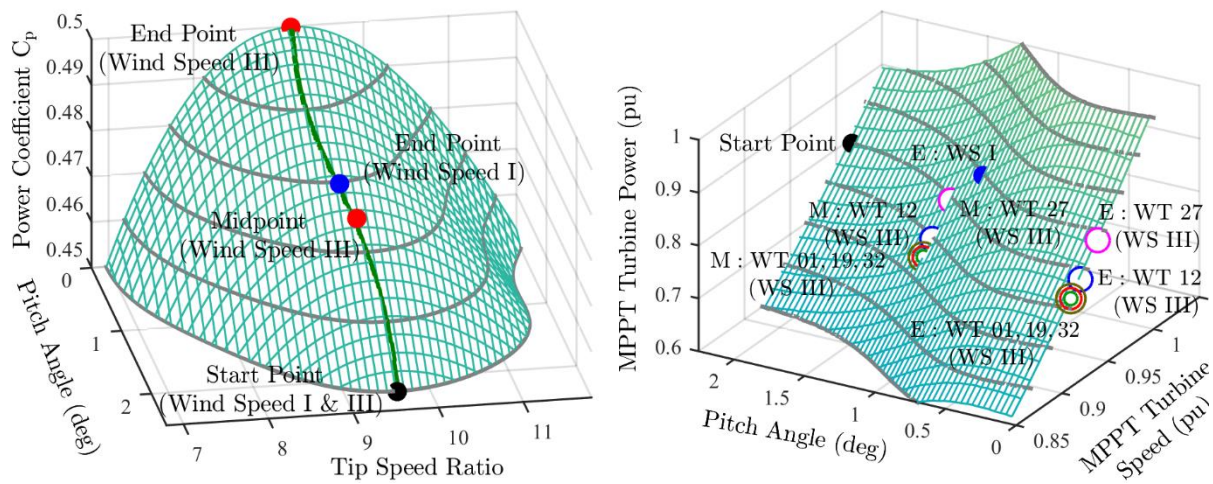 0.5
0.49
0.48
0.47
0.46
0.45
Power Coefficient C_p
End Point
(Wind Speed III)
End Point
(Wind Speed I)
Midpoint
(Wind Speed III)
Start Point
(Wind Speed I & III)
0
1
2
Pitch Angle (deg)
7
8
9
10
11
Tip Speed Ratio
1
0.9
0.8
0.7
0.6
MPPT Turbine Power (pu)
Start Point
E : WS I
M : WT 12
(WS III)
M : WT 27
(WS III)
E : WT 27
(WS III)
M : WT 01, 19, 32
(WS III)
E : WT 12
(WS III)
E : WT 01, 19, 32
(WS III)
2
1.5
1
0.5
0
Pitch Angle (deg)
0.85
0.9
0.95
1
MPPT Turbine
Speed (pu)